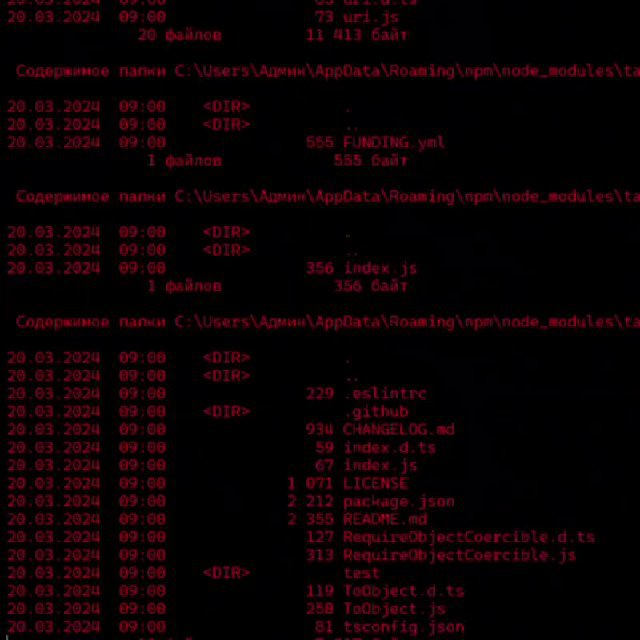 20.03.2024 09:00 73 uri.js
20 файлов 11 413 байт
Содержимое папки C:\Users\Админ\AppData\Roaming\npm\node_modules\ta
20.03.2024 09:00 <DIR> .
20.03.2024 09:00 <DIR> ..
20.03.2024 09:00 555 FUNDING.yml
1 файлов 555 байт
Содержимое папки C:\Users\Админ\AppData\Roaming\npm\node_modules\ta
20.03.2024 09:00 <DIR> .
20.03.2024 09:00 <DIR> ..
20.03.2024 09:00 356 index.js
1 файлов 356 байт
Содержимое папки C:\Users\Админ\AppData\Roaming\npm\node_modules\ta
20.03.2024 09:00 <DIR> .
20.03.2024 09:00 <DIR> ..
20.03.2024 09:00 229 .eslintrc
20.03.2024 09:00 <DIR> .github
20.03.2024 09:00 934 CHANGELOG.md
20.03.2024 09:00 59 index.d.ts
20.03.2024 09:00 67 index.js
20.03.2024 09:00 1 071 LICENSE
20.03.2024 09:00 2 212 package.json
20.03.2024 09:00 2 355 README.md
20.03.2024 09:00 127 RequireObjectCoercible.d.ts
20.03.2024 09:00 313 RequireObjectCoercible.js
20.03.2024 09:00 <DIR> test
20.03.2024 09:00 119 ToObject.d.ts
20.03.2024 09:00 250 ToObject.js
20.03.2024 09:00 81 tsconfig.json